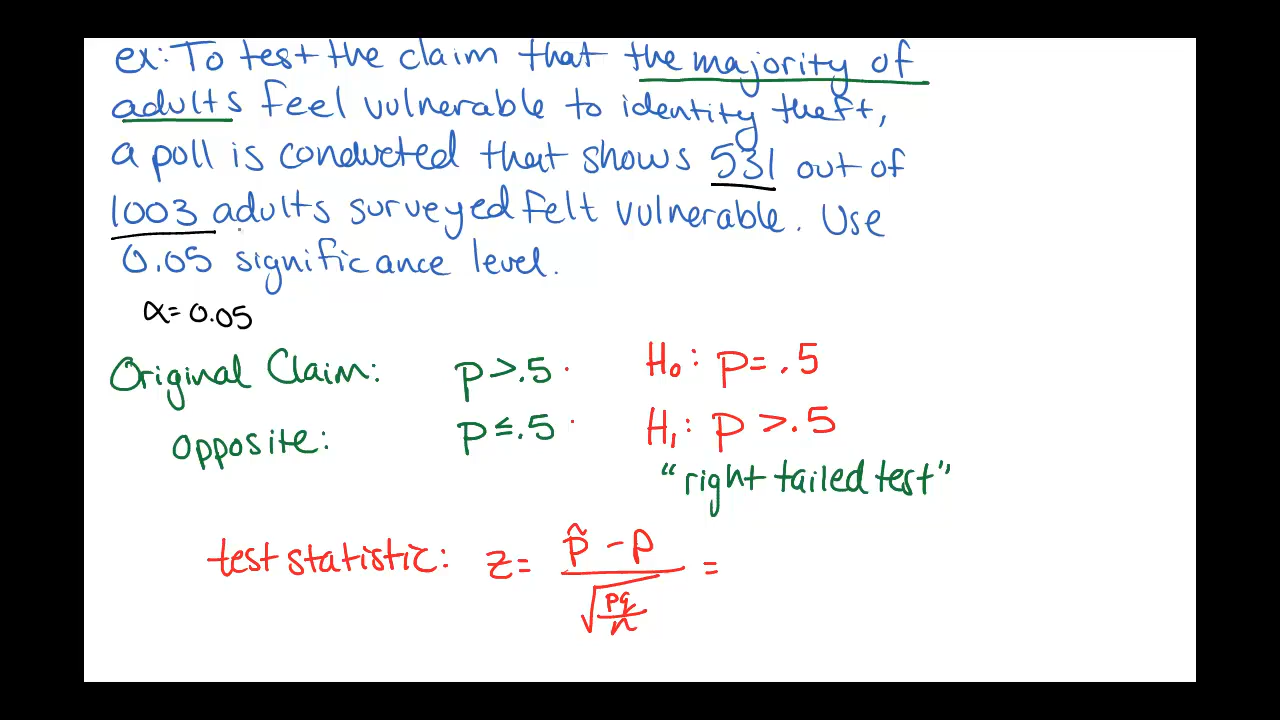 ex: To test the claim that the majority of
adults feel vulnerable to identity theft,
a poll is conducted that shows 531 out of
1003 adults surveyed felt vulnerable. Use
0.05 significance level.
α = 0.05
Original Claim: p > .5 H₀: p = .5
opposite: p ≤ .5 H₁: p > .5
"right tailed test"
test statistic: z = (p̂ - p) / √(pq/n) =